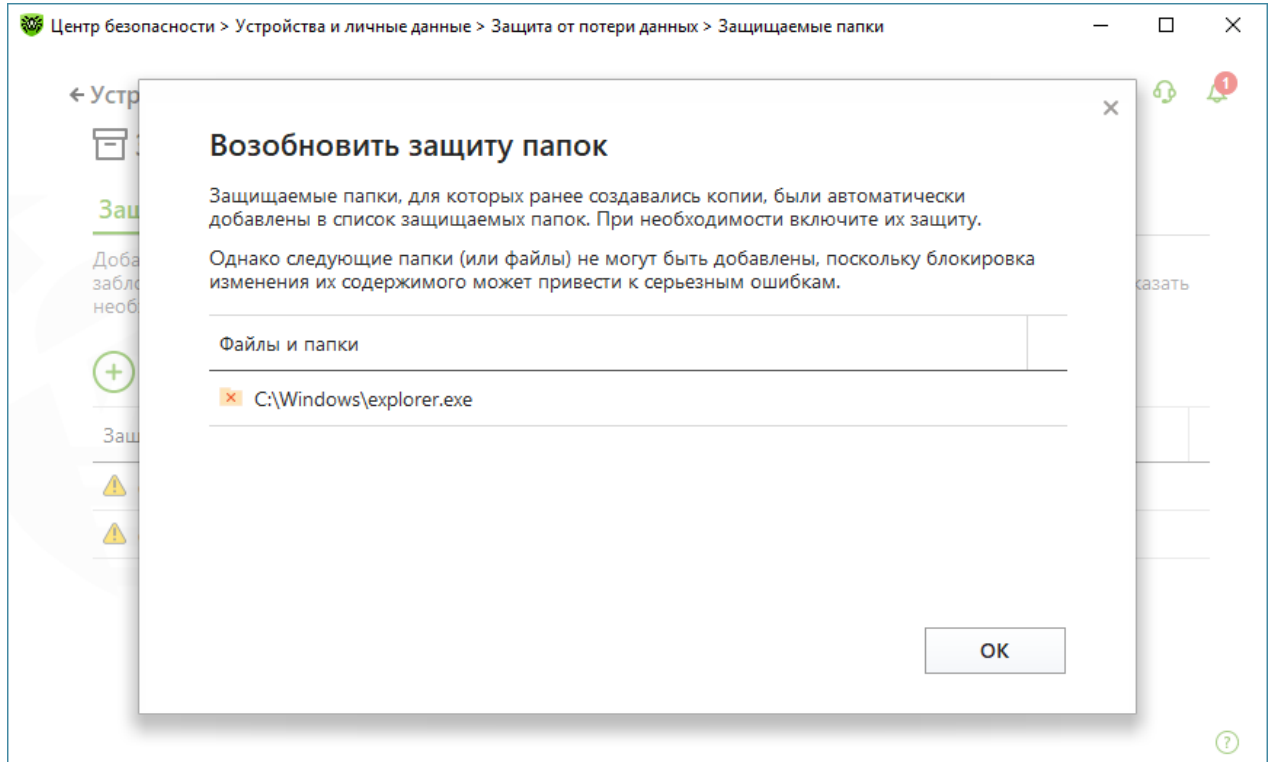 Центр безопасности > Устройства и личные данные > Защита от потери данных > Защищаемые папки
← Устр
1
Возобновить защиту папок
Защищаемые папки, для которых ранее создавались копии, были автоматически
добавлены в список защищаемых папок. При необходимости включите их защиту.
Заш
Однако следующие папки (или файлы) не могут быть добавлены, поскольку блокировка
изменения их содержимого может привести к серьезным ошибкам.
Доба
забло
казать
необ
Файлы и папки
C:\Windows\explorer.exe
Защ
OK
?